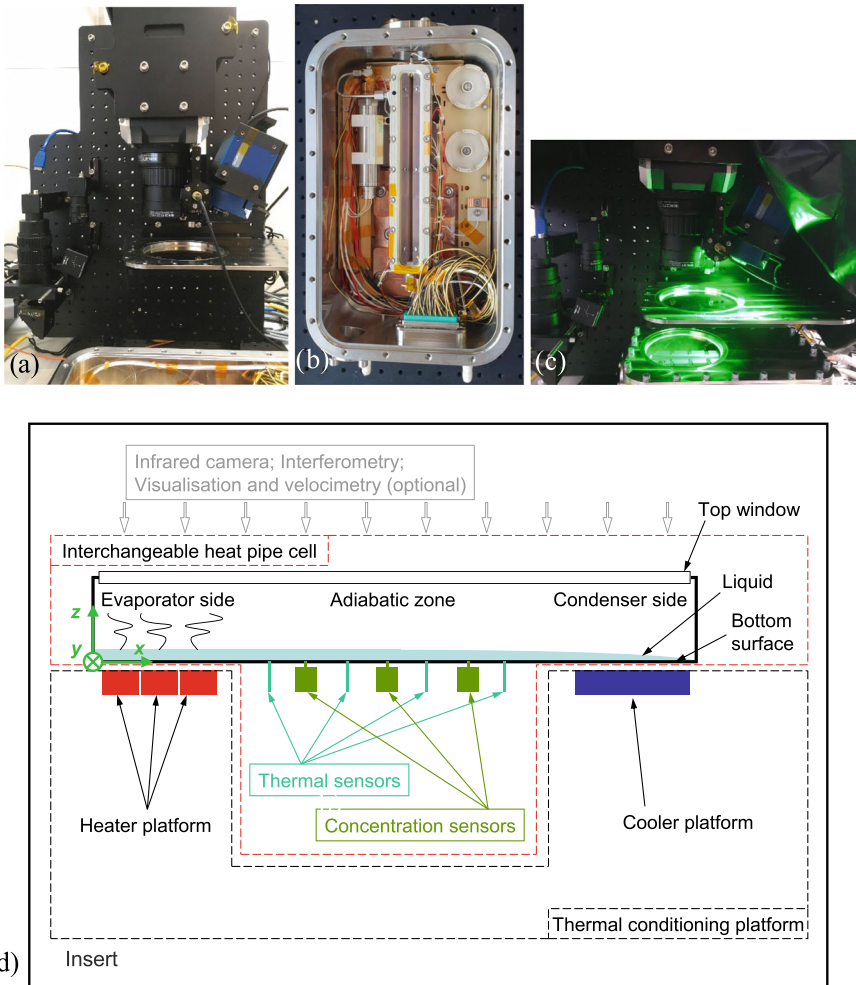 (a)
(b)
(c)
Infrared camera; Interferometry;
Visualisation and velocimetry (optional)
Top window
Interchangeable heat pipe cell
Evaporator side
Adiabatic zone
Condenser side
Liquid
Bottom
surface
z
y
x
Thermal sensors
Heater platform
Concentration sensors
Cooler platform
Thermal conditioning platform
d)
Insert